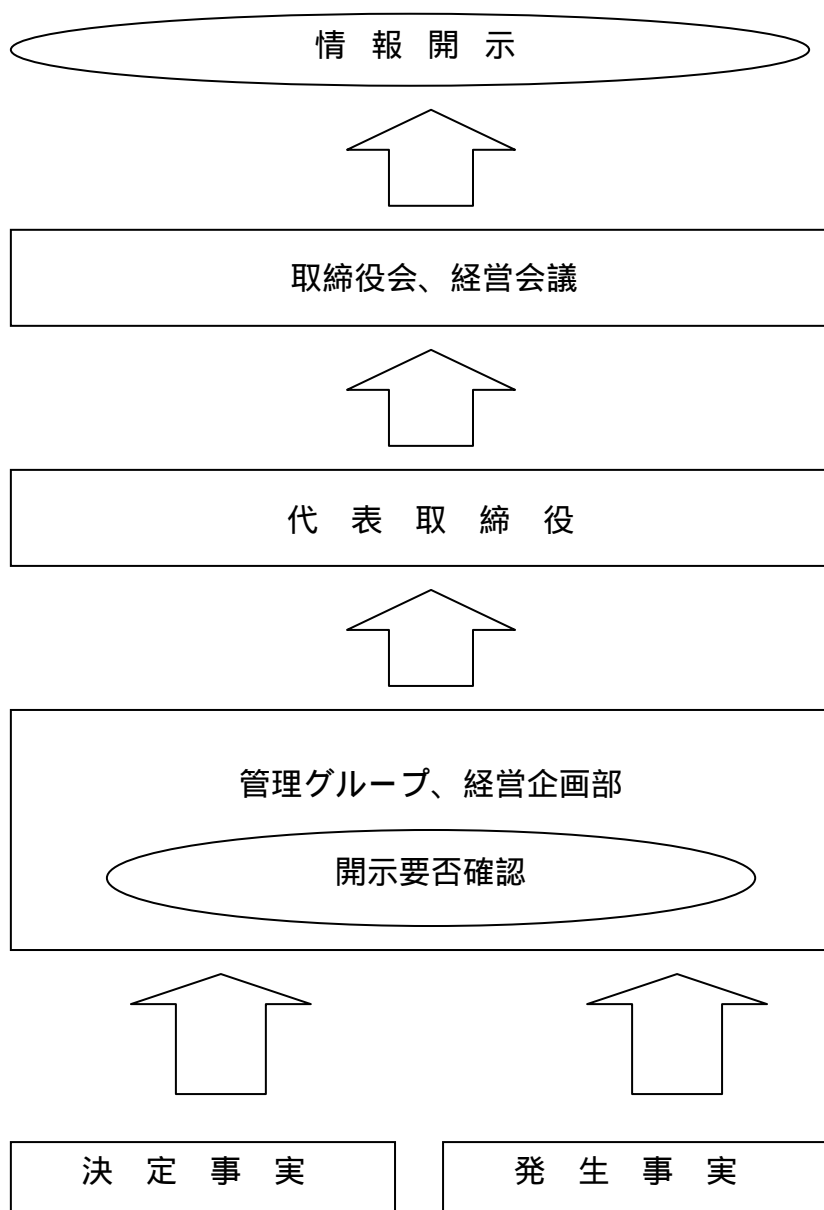 情 報 開 示
取締役会、経営会議
代 表 取 締 役
管理グループ、経営企画部
開示要否確認
決 定 事 実
発 生 事 実